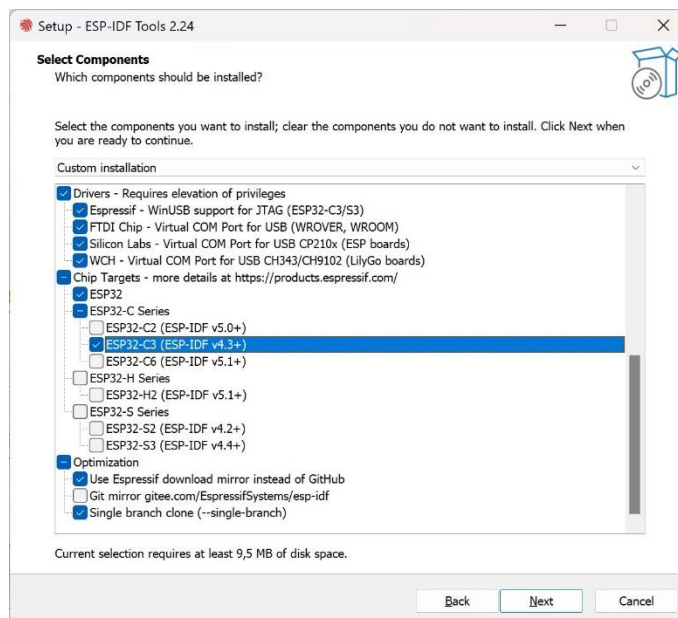 Setup - ESP-IDF Tools 2.24
Select Components
Which components should be installed?
Select the components you want to install; clear the components you do not want to install. Click Next when
you are ready to continue.
Custom installation
Drivers - Requires elevation of privileges
Espressif - WinUSB support for JTAG (ESP32-C3/S3)
FTDI Chip - Virtual COM Port for USB (WROVER, WROOM)
Silicon Labs - Virtual COM Port for USB CP210x (ESP boards)
WCH - Virtual COM Port for USB CH343/CH9102 (LilyGo boards)
Chip Targets - more details at https://products.espressif.com/
ESP32
ESP32-C Series
ESP32-C2 (ESP-IDF v5.0+)
ESP32-C3 (ESP-IDF v4.3+)
ESP32-C6 (ESP-IDF v5.1+)
ESP32-H Series
ESP32-H2 (ESP-IDF v5.1+)
ESP32-S Series
ESP32-S2 (ESP-IDF v4.2+)
ESP32-S3 (ESP-IDF v4.4+)
Optimization
Use Espressif download mirror instead of GitHub
Git mirror gitee.com/EspressifSystems/esp-idf
Single branch clone (--single-branch)
Current selection requires at least 9,5 MB of disk space.
Back Next Cancel